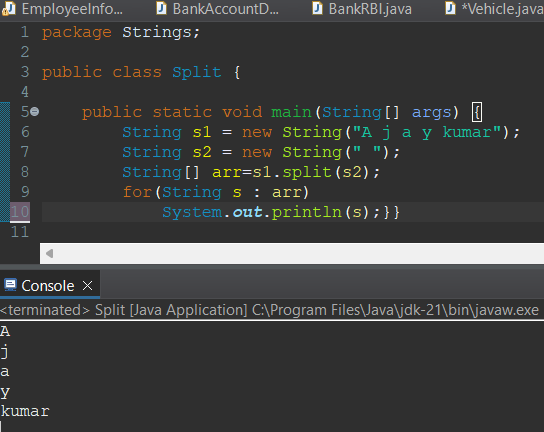 EmployeeInfo... BankAccountD... BankRBI.java *Vehicle.java
1 package Strings;
2
3 public class Split {
4
5 public static void main(String[] args) {
6 String s1 = new String("A j a y kumar");
7 String s2 = new String(" ");
8 String[] arr=s1.split(s2);
9 for(String s : arr)
10 System.out.println(s);}}
11
Console
<terminated> Split [Java Application] C:\Program Files\Java\jdk-21\bin\javaw.exe
A
j
a
y
kumar